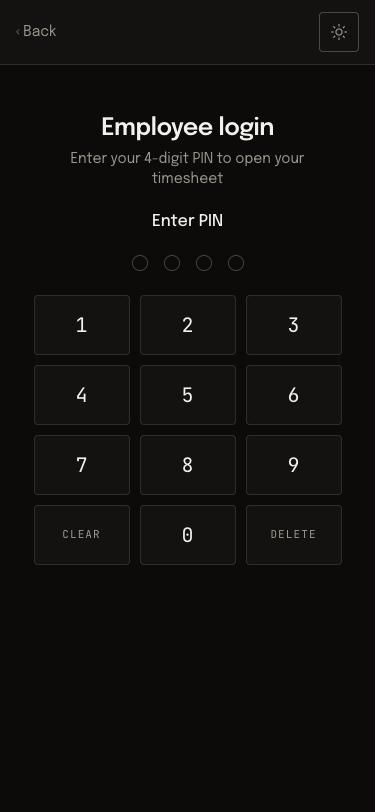 ‹ Back
Employee login
Enter your 4-digit PIN to open your
timesheet
Enter PIN
1 2 3
4 5 6
7 8 9
CLEAR 0 DELETE